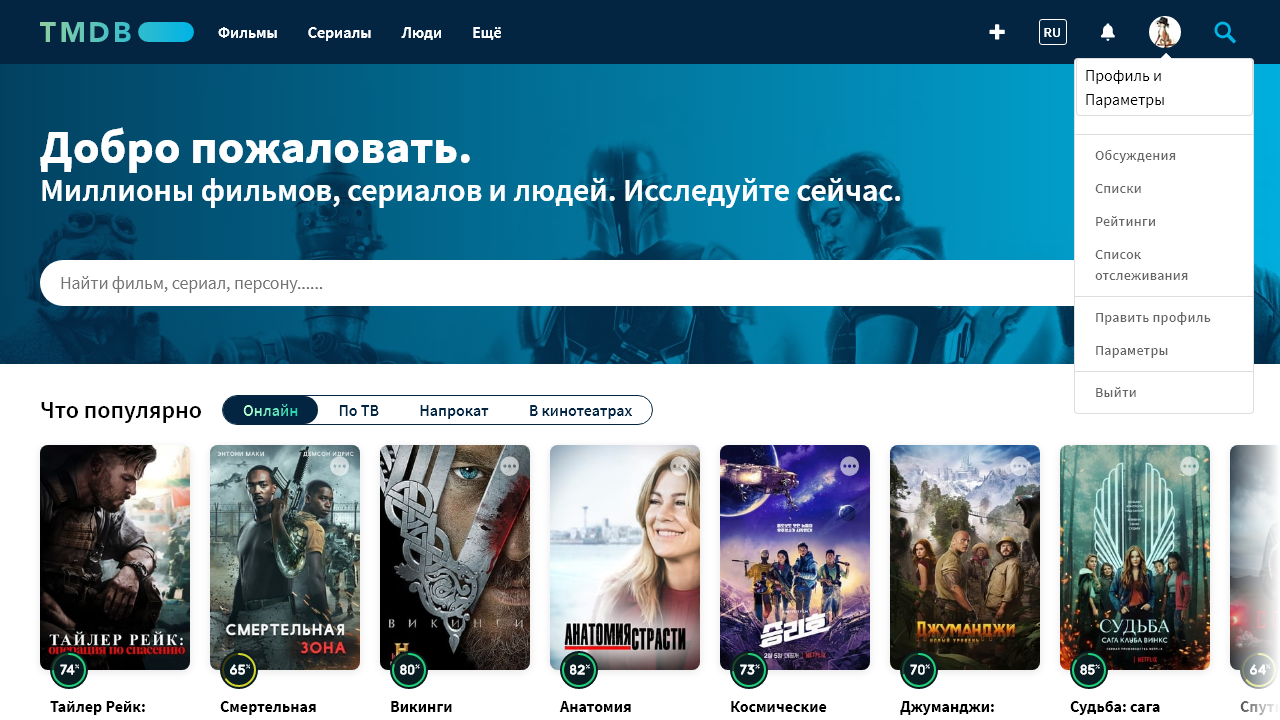 TMDB
Фильмы
Сериалы
Люди
Ещё
RU
Профиль и
Параметры
Обсуждения
Списки
Рейтинги
Список
отслеживания
Править профиль
Параметры
Выйти
Добро пожаловать.
Миллионы фильмов, сериалов и людей. Исследуйте сейчас.
Найти фильм, сериал, персону......
Что популярно
Онлайн
По ТВ
Напрокат
В кинотеатрах
ТАЙЛЕР РЕЙК:
операция по спасению
ЭНТОНИ МАКИ
ДЕМСОН ИДРИС
СМЕРТЕЛЬНАЯ
ЗОНА
ВИКИНГИ
АНАТОМИЯ СТРАСТИ
승리호
ДЖУМАНДЖИ
НОВЫЙ УРОВЕНЬ
СУДЬБА
САГА КЛУБА ВИНКС
NETFLIX
74%
65%
80%
82%
73%
70%
85%
64%
Тайлер Рейк:
Смертельная
Викинги
Анатомия
Космические
Джуманджи:
Судьба: сага